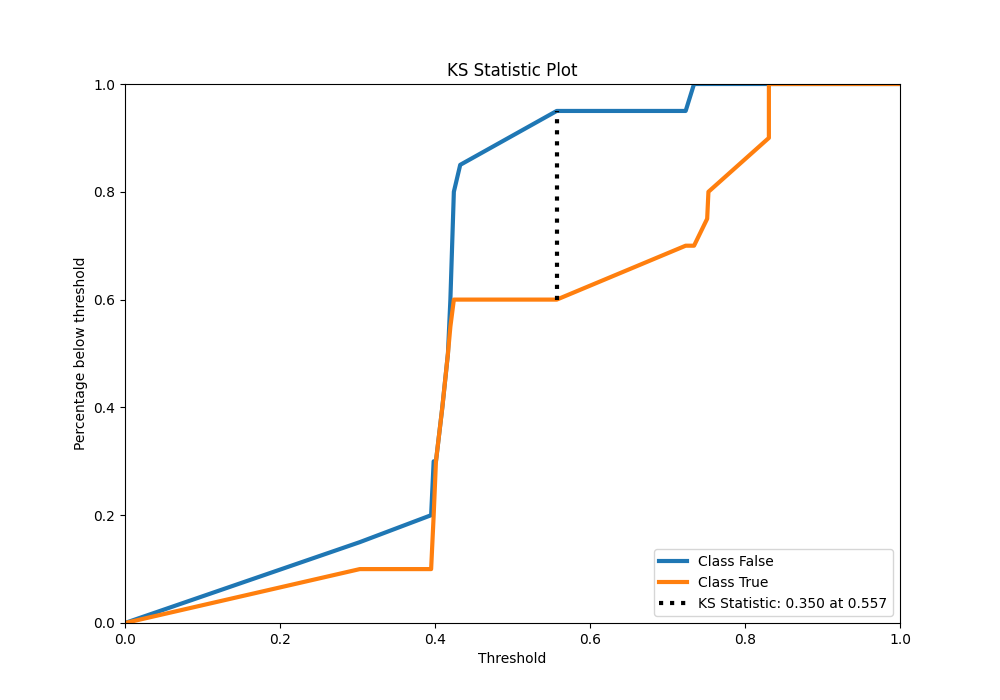 KS Statistic Plot
1.0
0.8
0.6
0.4
0.2
0.0
Percentage below threshold
0.0 0.2 0.4 0.6 0.8 1.0
Threshold
Class False
Class True
KS Statistic: 0.350 at 0.557